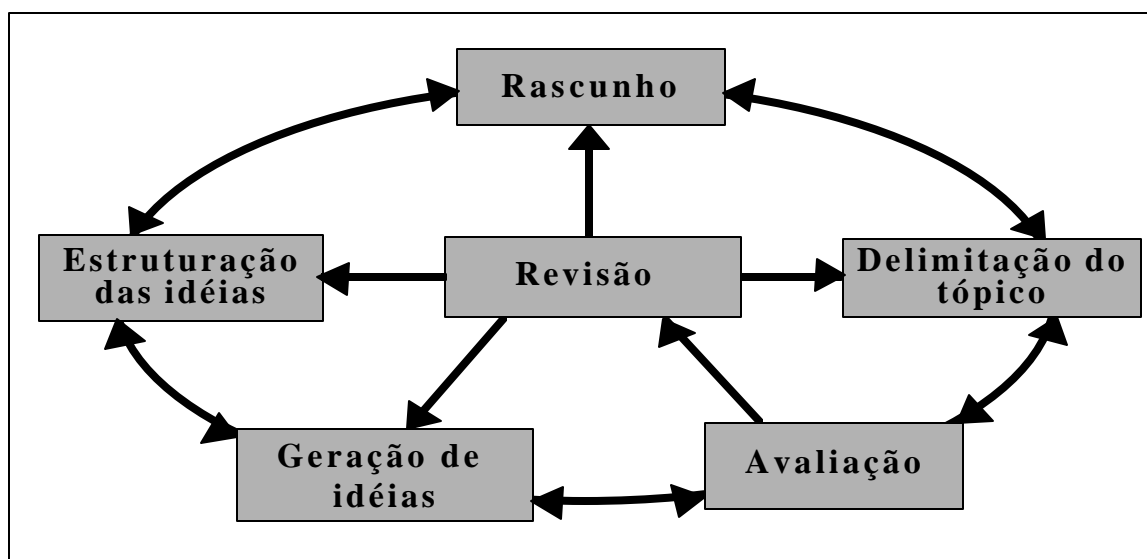 Rascunho
Estruturação
das idéias
Revisão
Delimitação do
tópico
Geração de
idéias
Avaliação